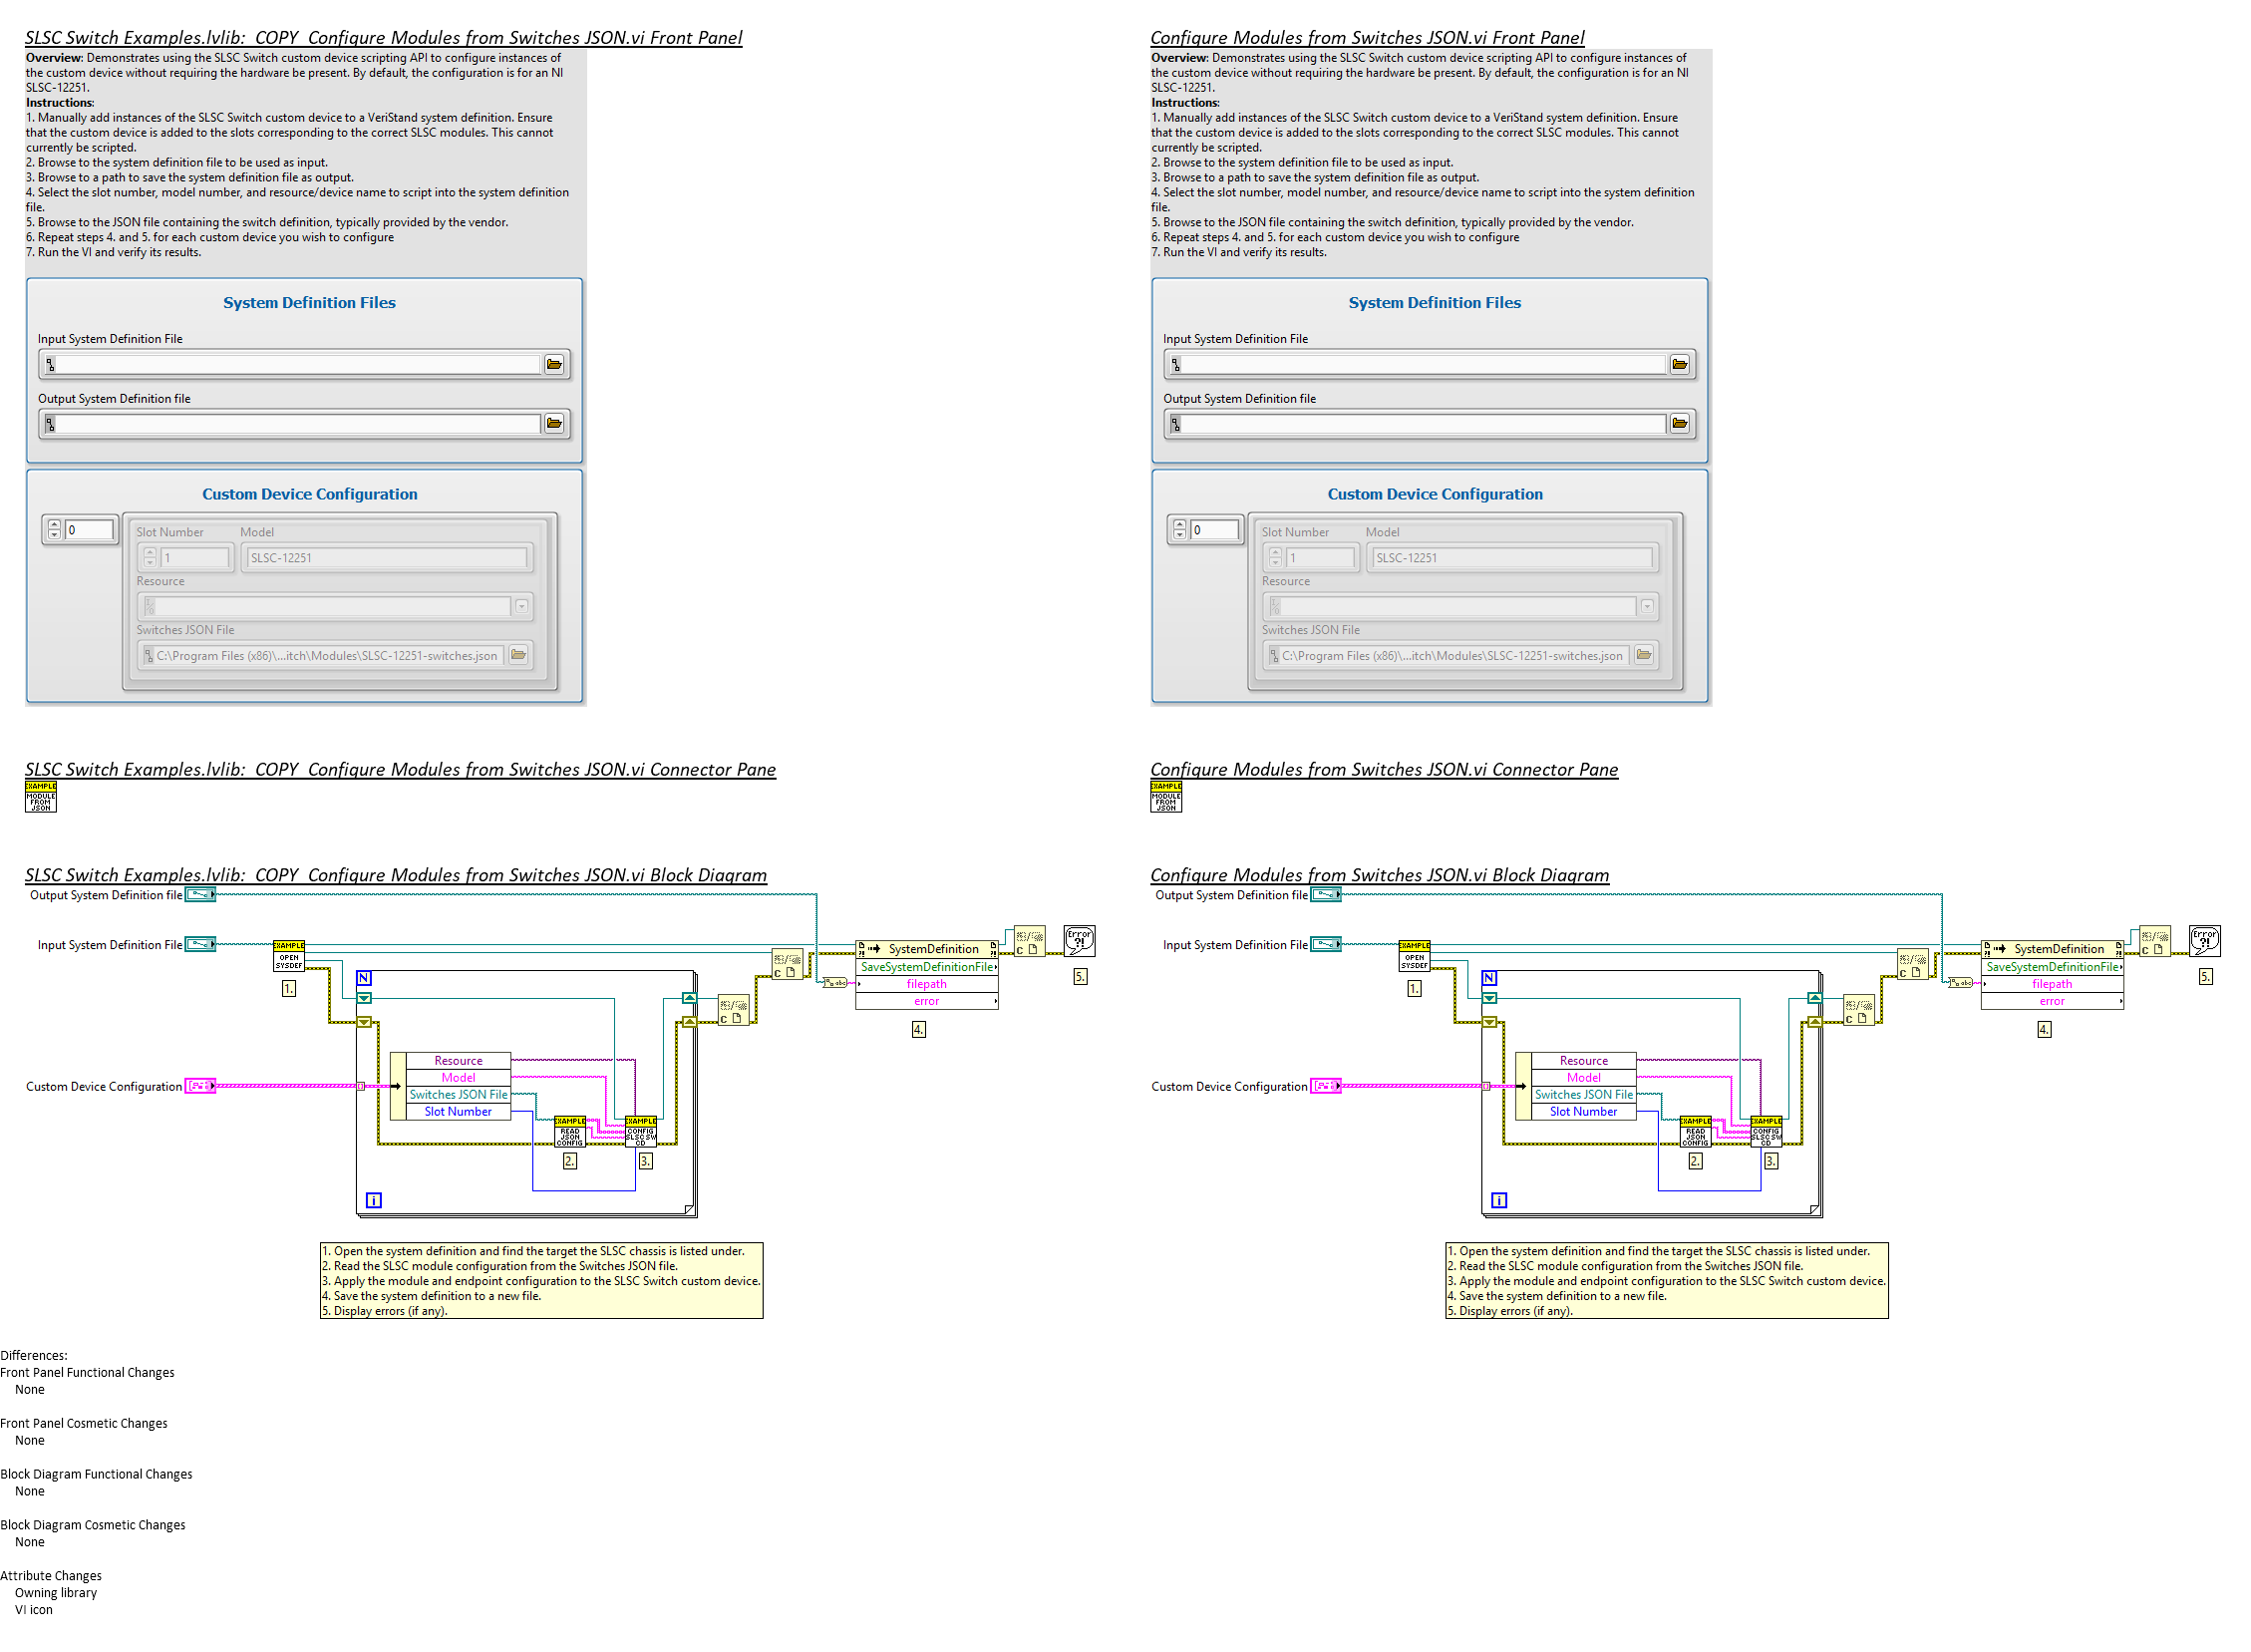 SLSC Switch Examples.lvlib:  COPY  Configure Modules from Switches JSON.vi Front Panel
Overview: Demonstrates using the SLSC Switch custom device scripting API to configure instances of
the custom device without requiring the hardware be present. By default, the configuration is for an NI
SLSC-12251.
Instructions:
1. Manually add instances of the SLSC Switch custom device to a VeriStand system definition. Ensure
that the custom device is added to the slots corresponding to the correct SLSC modules. This cannot
currently be scripted.
2. Browse to the system definition file to be used as input.
3. Browse to a path to save the system definition file as output.
4. Select the slot number, model number, and resource/device name to script into the system definition
file.
5. Browse to the JSON file containing the switch definition, typically provided by the vendor.
6. Repeat steps 4. and 5. for each custom device you wish to configure
7. Run the VI and verify its results.
System Definition Files
Input System Definition File
Output System Definition file
Custom Device Configuration
0
Slot Number Model
1 SLSC-12251
Resource
Switches JSON File
C:\Program Files (x86)\...itch\Modules\SLSC-12251-switches.json
Configure Modules from Switches JSON.vi Front Panel
Overview: Demonstrates using the SLSC Switch custom device scripting API to configure instances of
the custom device without requiring the hardware be present. By default, the configuration is for an NI
SLSC-12251.
Instructions:
1. Manually add instances of the SLSC Switch custom device to a VeriStand system definition. Ensure
that the custom device is added to the slots corresponding to the correct SLSC modules. This cannot
currently be scripted.
2. Browse to the system definition file to be used as input.
3. Browse to a path to save the system definition file as output.
4. Select the slot number, model number, and resource/device name to script into the system definition
file.
5. Browse to the JSON file containing the switch definition, typically provided by the vendor.
6. Repeat steps 4. and 5. for each custom device you wish to configure
7. Run the VI and verify its results.
System Definition Files
Input System Definition File
Output System Definition file
Custom Device Configuration
0
Slot Number Model
1 SLSC-12251
Resource
Switches JSON File
C:\Program Files (x86)\...itch\Modules\SLSC-12251-switches.json
SLSC Switch Examples.lvlib:  COPY  Configure Modules from Switches JSON.vi Connector Pane
EXAMPLE
MODULE
FROM
JSON
Configure Modules from Switches JSON.vi Connector Pane
EXAMPLE
MODULE
FROM
JSON
SLSC Switch Examples.lvlib:  COPY  Configure Modules from Switches JSON.vi Block Diagram
Output System Definition file
Input System Definition File
EXAMPLE
OPEN
SYSDEF
1.
N
SystemDefinition
SaveSystemDefinitionFile
filepath
error
4.
Error
?!
5.
Custom Device Configuration
Resource
Model
Switches JSON File
Slot Number
EXAMPLE
READ
JSON
CONFIG
2.
EXAMPLE
CONFIG
SLSC SW
CD
3.
i
1. Open the system definition and find the target the SLSC chassis is listed under.
2. Read the SLSC module configuration from the Switches JSON file.
3. Apply the module and endpoint configuration to the SLSC Switch custom device.
4. Save the system definition to a new file.
5. Display errors (if any).
Configure Modules from Switches JSON.vi Block Diagram
Output System Definition file
Input System Definition File
EXAMPLE
OPEN
SYSDEF
1.
N
SystemDefinition
SaveSystemDefinitionFile
filepath
error
4.
Error
?!
5.
Custom Device Configuration
Resource
Model
Switches JSON File
Slot Number
EXAMPLE
READ
JSON
CONFIG
2.
EXAMPLE
CONFIG
SLSC SW
CD
3.
i
1. Open the system definition and find the target the SLSC chassis is listed under.
2. Read the SLSC module configuration from the Switches JSON file.
3. Apply the module and endpoint configuration to the SLSC Switch custom device.
4. Save the system definition to a new file.
5. Display errors (if any).
Differences:
Front Panel Functional Changes
None
Front Panel Cosmetic Changes
None
Block Diagram Functional Changes
None
Block Diagram Cosmetic Changes
None
Attribute Changes
Owning library
VI icon